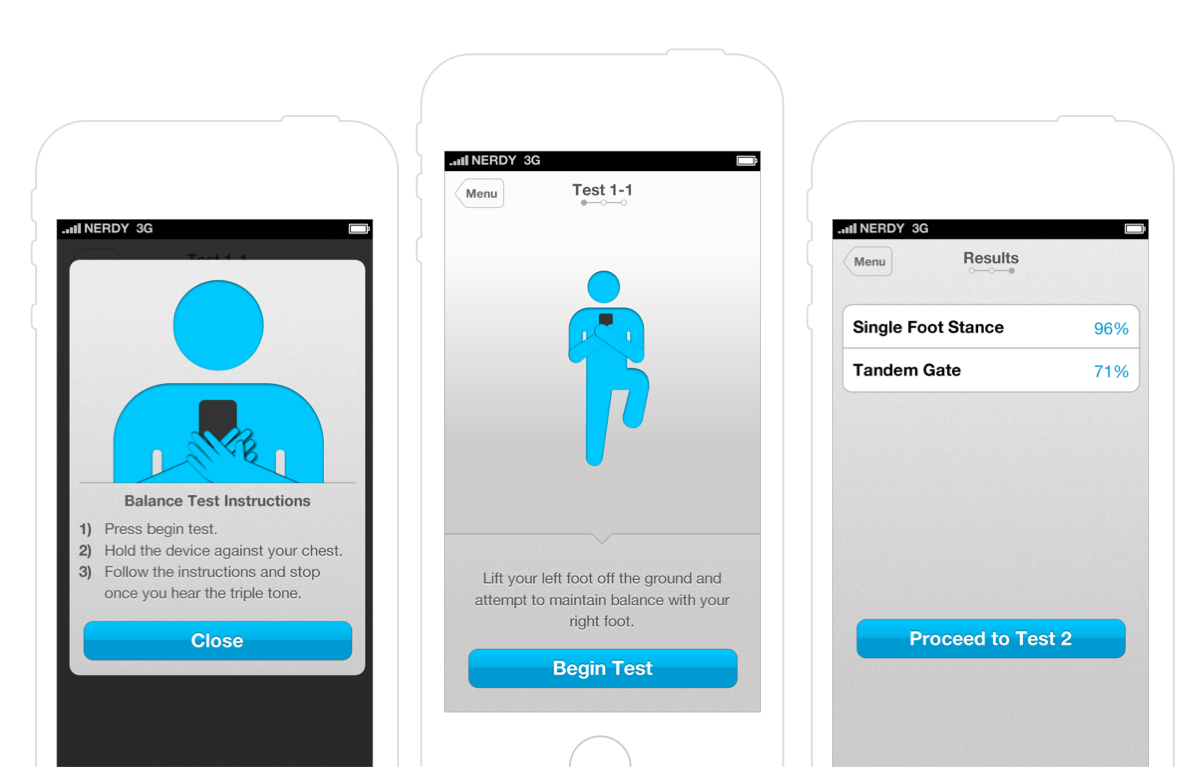 NERDY 3G
Test 1-1
Balance Test Instructions
1) Press begin test.
2) Hold the device against your chest.
3) Follow the instructions and stop
once you hear the triple tone.
Close
NERDY 3G
Menu
Test 1-1
Lift your left foot off the ground and
attempt to maintain balance with your
right foot.
Begin Test
NERDY 3G
Menu
Results
Single Foot Stance 96%
Tandem Gate 71%
Proceed to Test 2